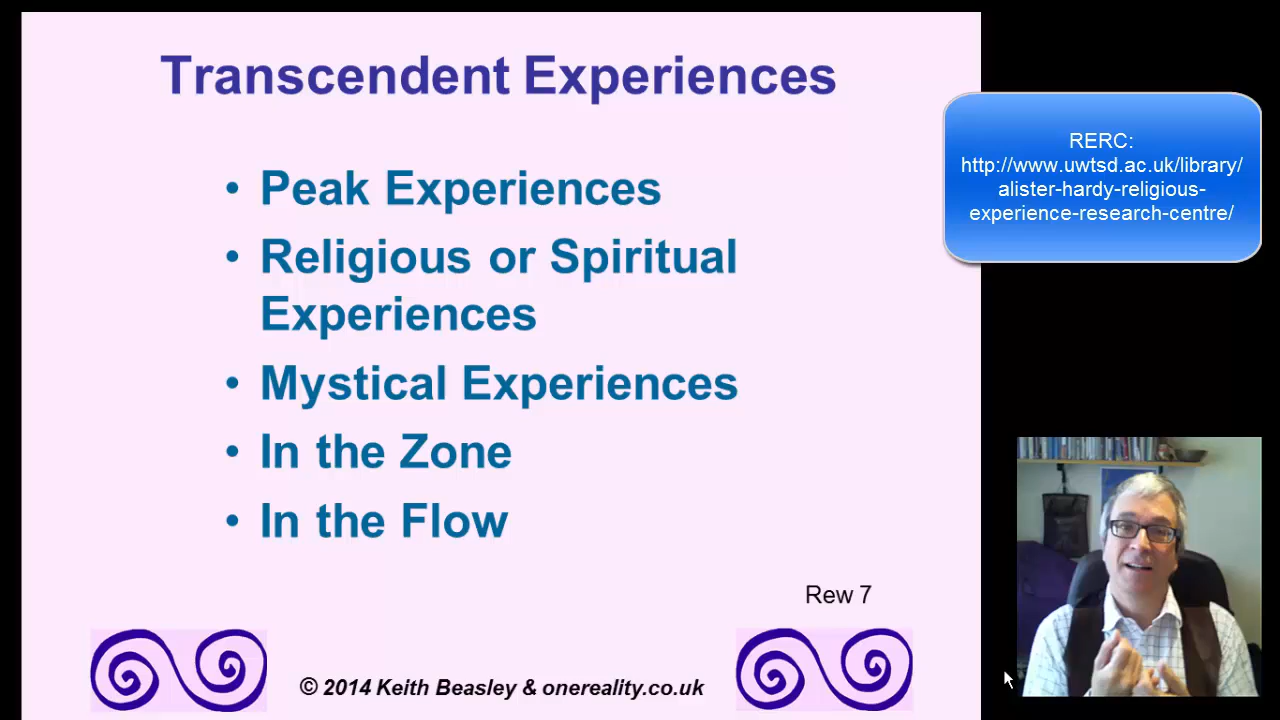 Transcendent Experiences
• Peak Experiences
• Religious or Spiritual
Experiences
• Mystical Experiences
• In the Zone
• In the Flow
Rew 7
© 2014 Keith Beasley & onereality.co.uk
RERC:
http://www.uwtsd.ac.uk/library/
alister-hardy-religious-
experience-research-centre/